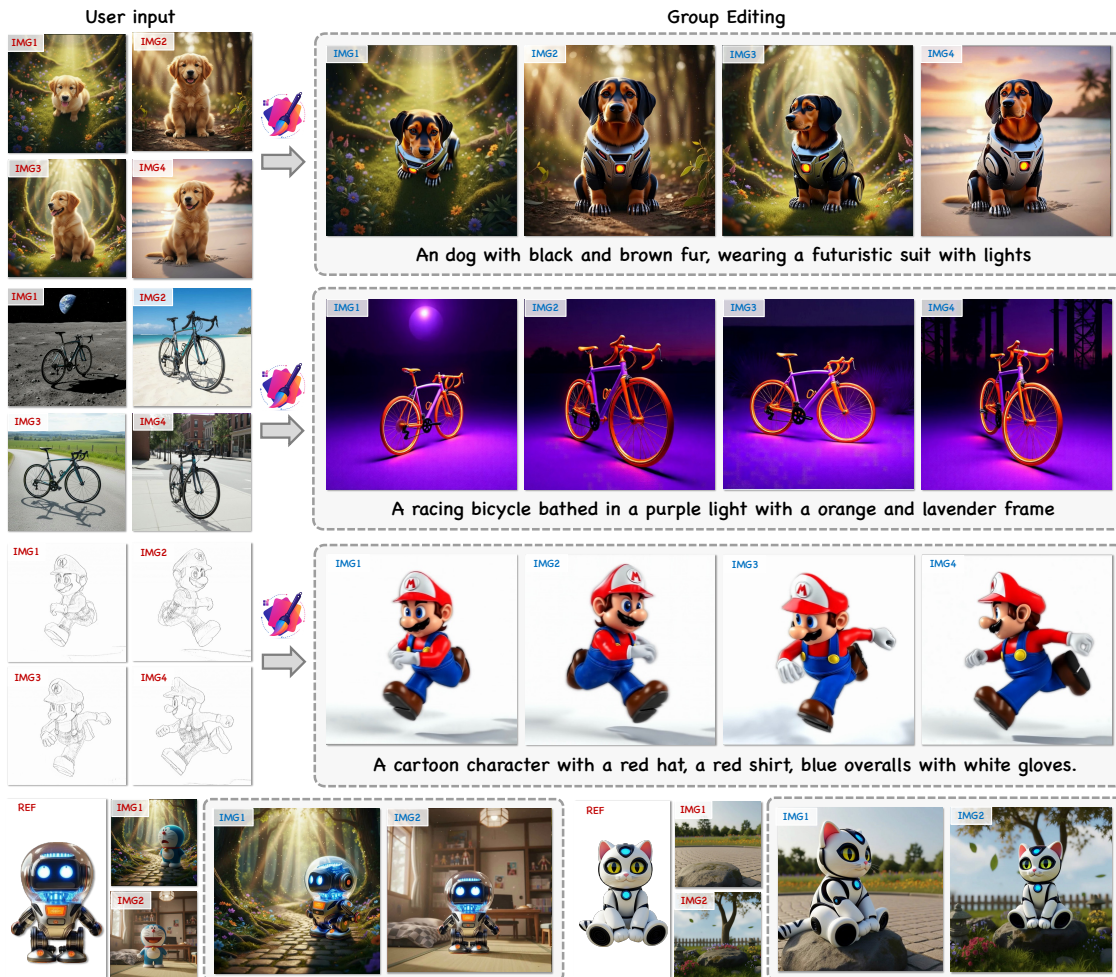 User input
Group Editing
IMG1
IMG2
IMG3
IMG4
IMG1
IMG2
IMG3
IMG4
An dog with black and brown fur, wearing a futuristic suit with lights
IMG1
IMG2
IMG3
IMG4
IMG1
IMG2
IMG3
IMG4
A racing bicycle bathed in a purple light with a orange and lavender frame
IMG1
IMG2
IMG3
IMG4
IMG1
IMG2
IMG3
IMG4
M
M
M
A cartoon character with a red hat, a red shirt, blue overalls with white gloves.
REF
IMG1
IMG2
IMG1
IMG2
REF
IMG1
IMG2
IMG1
IMG2